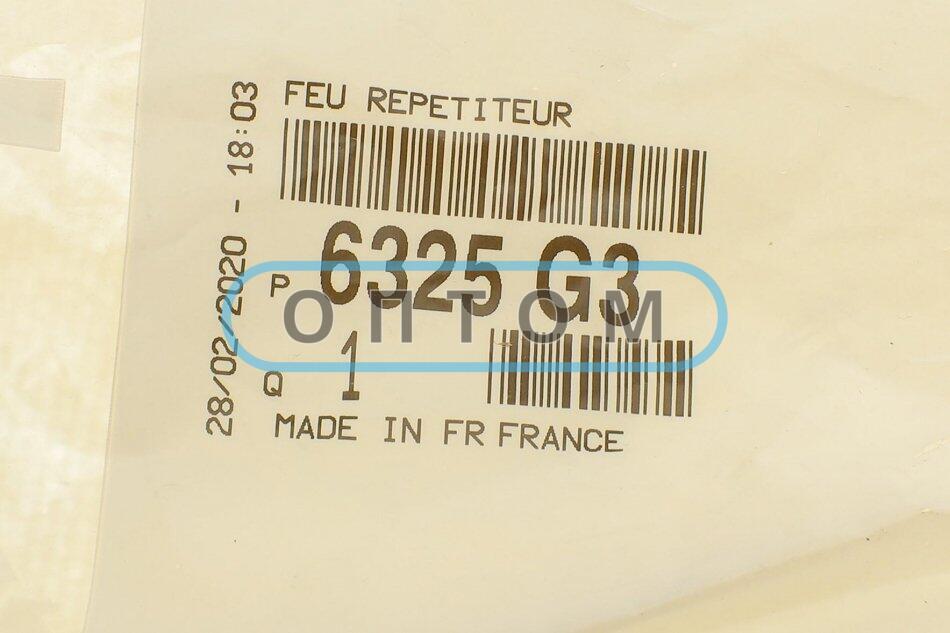 FEU REPETITEUR
28/02/2020 - 18:03
P 6325 G3
ОПТОМ
Q 1
MADE IN FR FRANCE